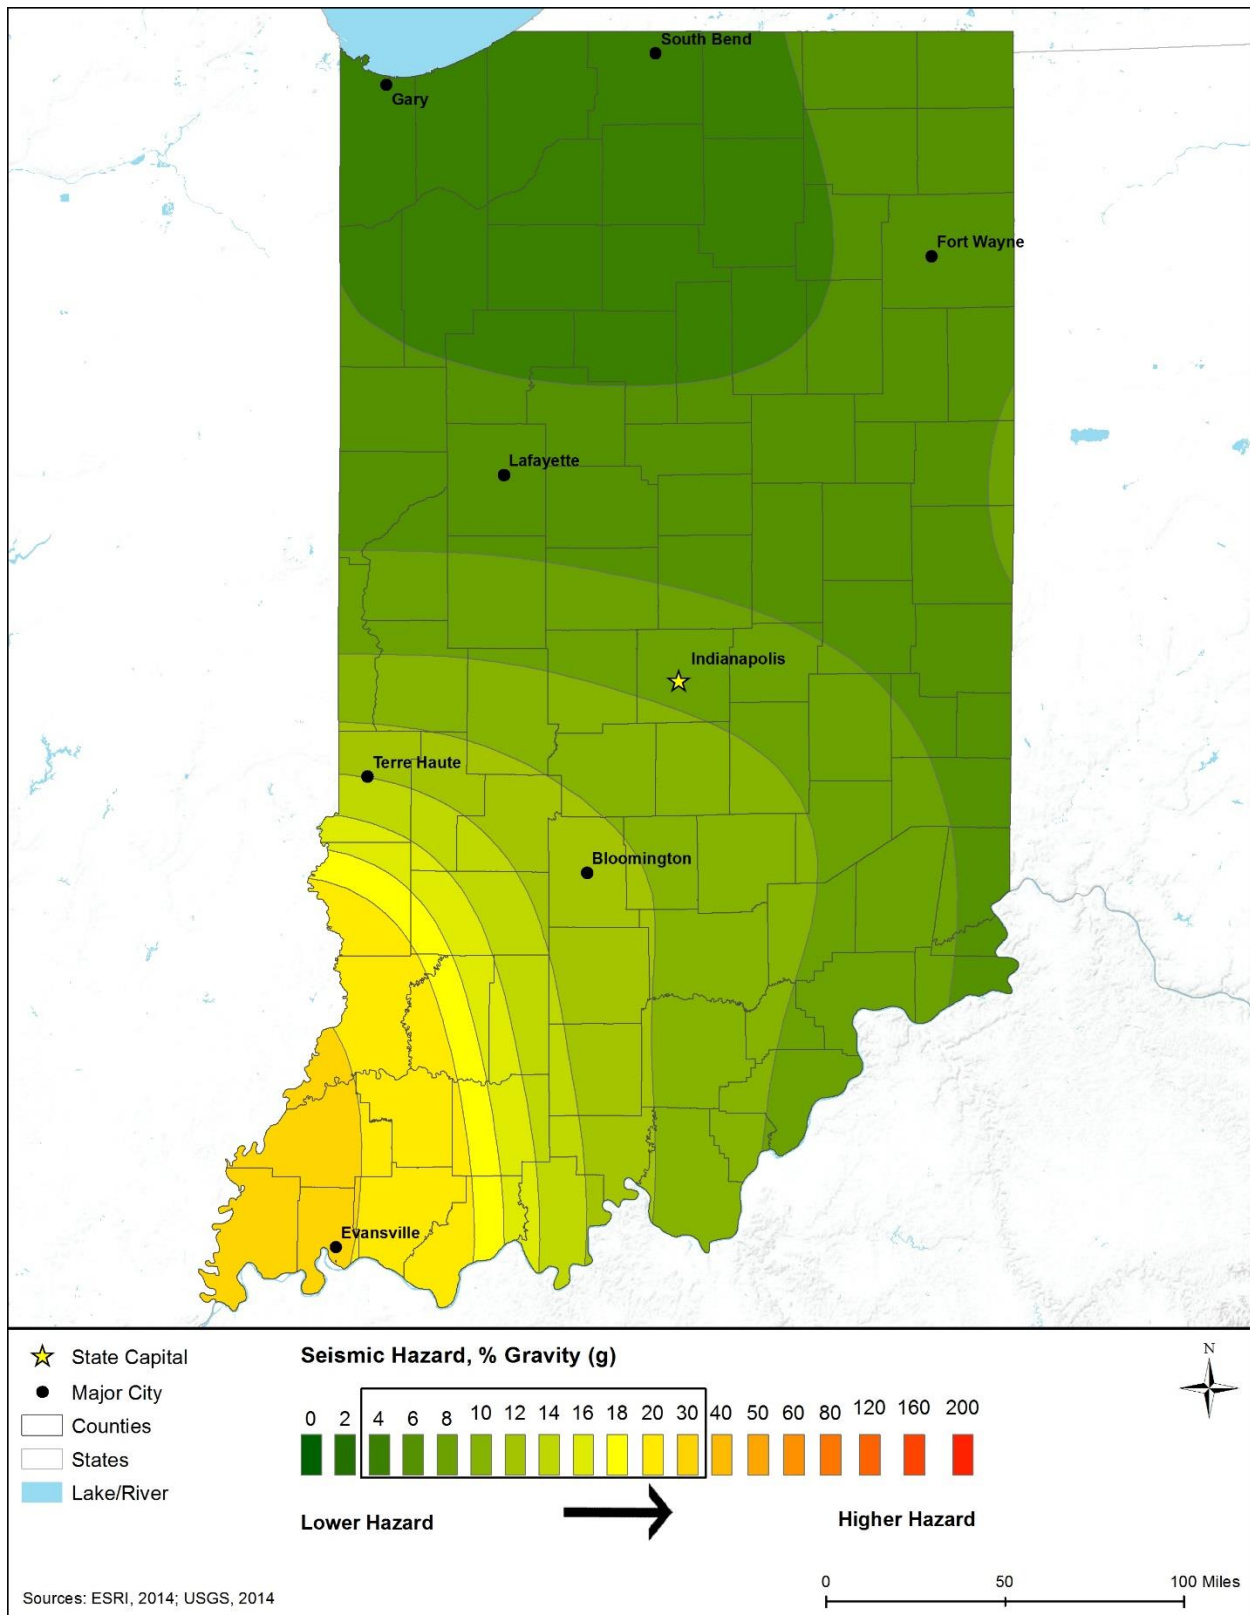 South Bend
Gary
Fort Wayne
Lafayette
Indianapolis
Terre Haute
Bloomington
Evansville
State Capital
Major City
Counties
States
Lake/River
Seismic Hazard, % Gravity (g)
0 2 4 6 8 10 12 14 16 18 20 30 40 50 60 80 120 160 200
Lower Hazard Higher Hazard
N
Sources: ESRI, 2014; USGS, 2014
0 50 100 Miles